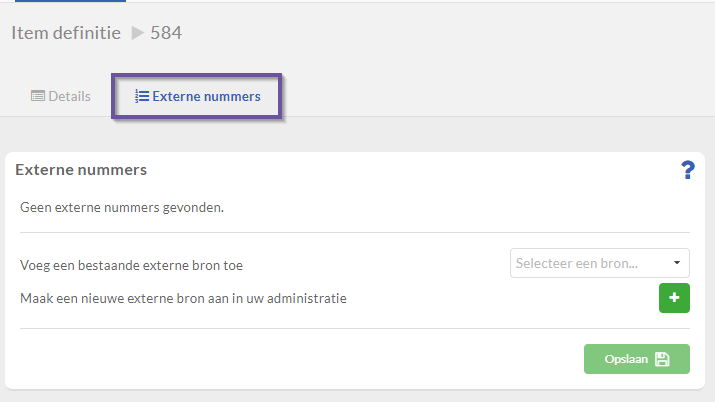 Item definitie ▶ 584
Details
Externe nummers
Externe nummers
?
Geen externe nummers gevonden.
Voeg een bestaande externe bron toe
Selecteer een bron...
Maak een nieuwe externe bron aan in uw administratie
+
Opslaan